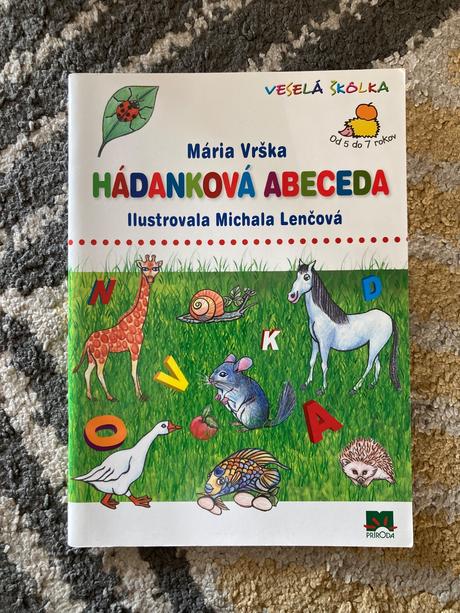 VESELÁ ŠKÔLKA
Od 5 do 7 rokov
Mária Vrška
HÁDANKOVÁ ABECEDA
Ilustrovala Michala Lenčová
N
D
K
V
O
A
PRÍRODA